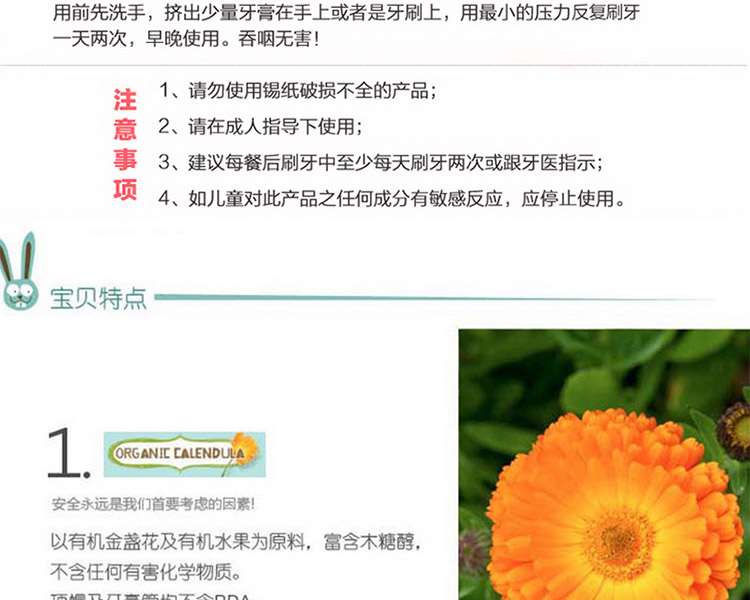 用前先洗手，挤出少量牙膏在手上或者是牙刷上，用最小的压力反复刷牙
一天两次，早晚使用。吞咽无害！
注意事项
1、请勿使用锡纸破损不全的产品；
2、请在成人指导下使用；
3、建议每餐后刷牙中至少每天刷牙两次或跟牙医指示；
4、如儿童对此产品之任何成分有敏感反应，应停止使用。
宝贝特点
1.
ORGANIC CALENDULA
安全永远是我们首要考虑的因素！
以有机金盏花及有机水果为原料，富含木糖醇，
不含任何有害化学物质。